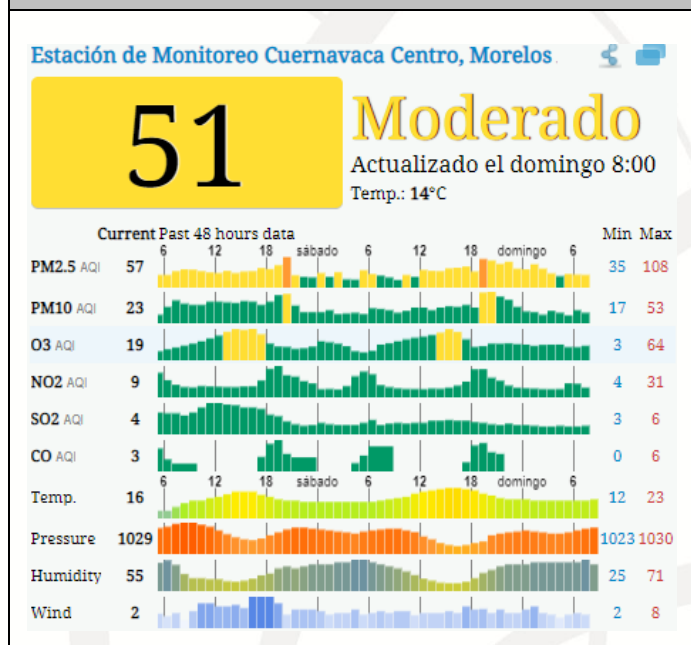 Estación de Monitoreo Cuernavaca Centro, Morelos.
51
Moderado
Actualizado el domingo 8:00
Temp.: 14°C
Current Past 48 hours data Min Max
6 12 18 sábado 6 12 18 domingo 6
PM2.5 AQI 57 35 108
PM10 AQI 23 17 53
O3 AQI 19 3 64
NO2 AQI 9 4 31
SO2 AQI 4 3 6
CO AQI 3 0 6
6 12 18 sábado 6 12 18 domingo 6
Temp. 16 12 23
Pressure 1029 1023 1030
Humidity 55 25 71
Wind 2 2 8